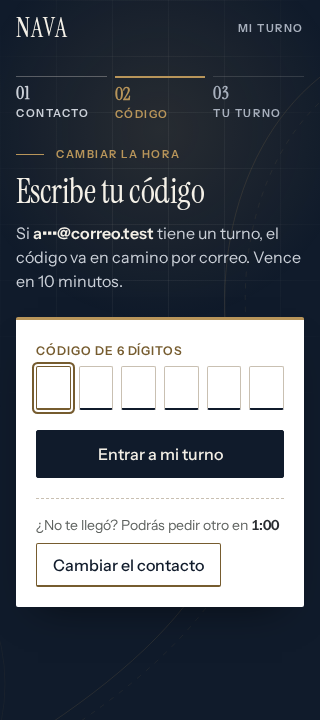 NAVA
MI TURNO
01
CONTACTO
02
CÓDIGO
03
TU TURNO
CAMBIAR LA HORA
Escribe tu código
Si a•••@correo.test tiene un turno, el
código va en camino por correo. Vence
en 10 minutos.
CÓDIGO DE 6 DÍGITOS
Entrar a mi turno
¿No te llegó? Podrás pedir otro en 1:00
Cambiar el contacto